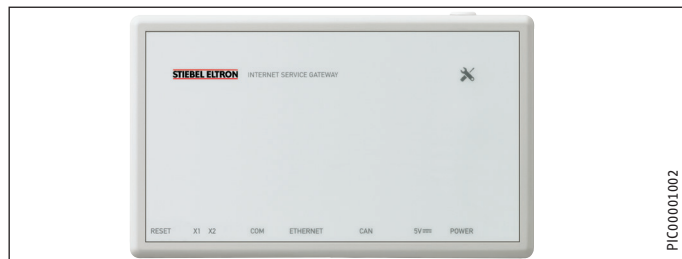 STIEBEL ELTRON INTERNET SERVICE GATEWAY
RESET X1 X2 COM ETHERNET CAN 5V⎓ POWER
PIC00001002